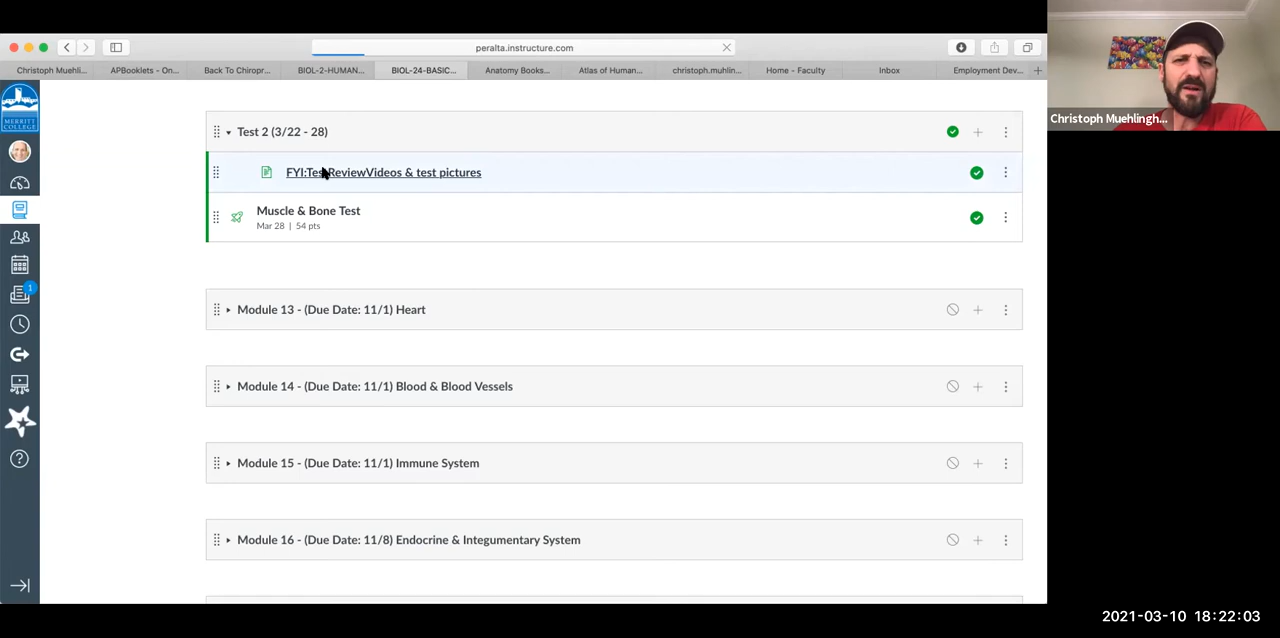 peralta.instructure.com
Christoph Muehli...
APBooklets - On...
Back To Chiropr...
BIOL-2-HUMAN...
BIOL-24-BASIC...
Anatomy Books...
Atlas of Human...
christoph.muhlin...
Home - Faculty
Inbox
Employment Dev...
Christoph Muehlingh...
MERRITT COLLEGE
Test 2 (3/22 - 28)
FYI:TestReviewVideos & test pictures
Muscle & Bone Test
Mar 28 | 54 pts
1
Module 13 - (Due Date: 11/1) Heart
Module 14 - (Due Date: 11/1) Blood & Blood Vessels
Module 15 - (Due Date: 11/1) Immune System
Module 16 - (Due Date: 11/8) Endocrine & Integumentary System
2021-03-10 18:22:03